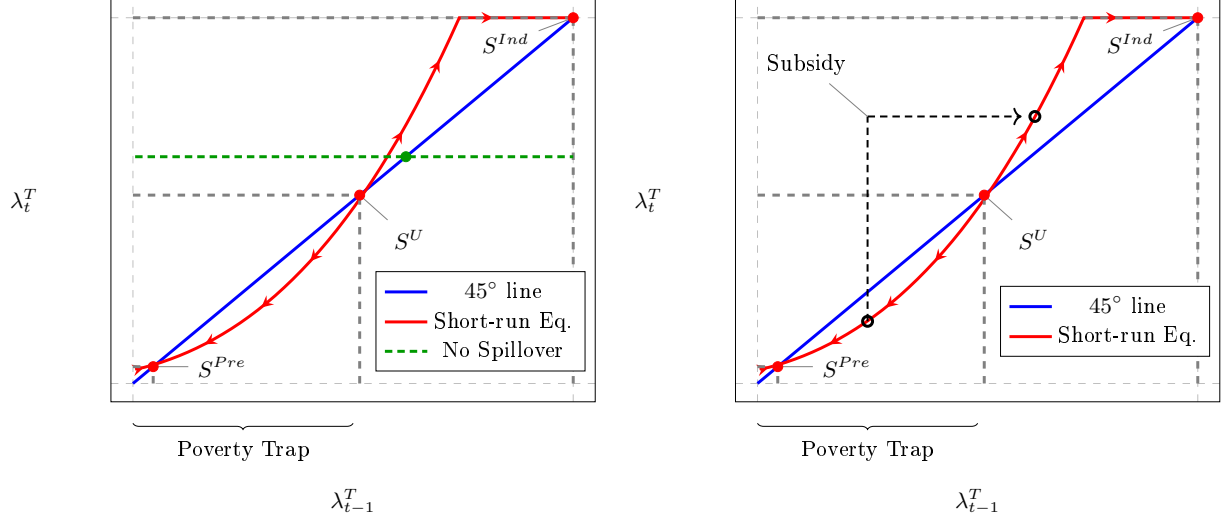 S^{Ind}
λ_t^T
S^U
45° line
Short-run Eq.
No Spillover
S^{Pre}
Poverty Trap
λ_{t-1}^T
S^{Ind}
Subsidy
λ_t^T
S^U
45° line
Short-run Eq.
S^{Pre}
Poverty Trap
λ_{t-1}^T